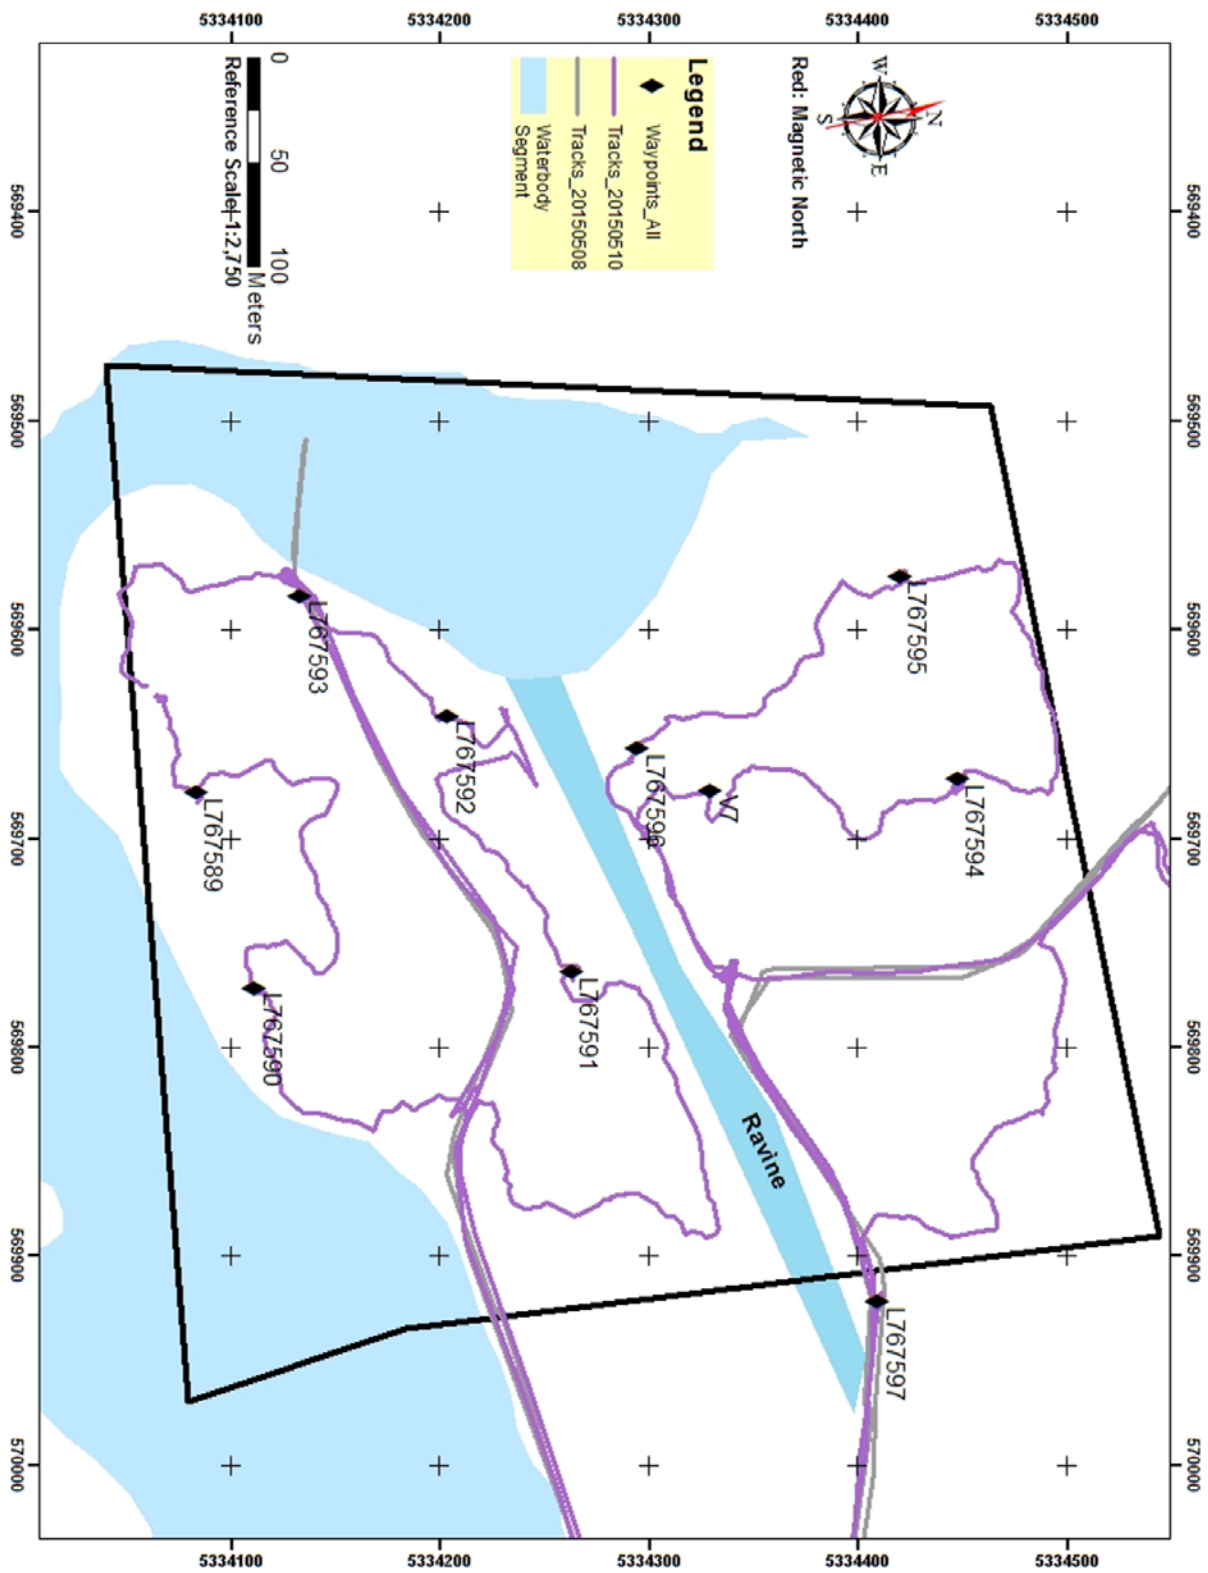 5334100
5334200
5334300
5334400
5334500
569400
569500
569600
569700
569800
569900
570000
W
N
S
E
Red: Magnetic North
Legend
Waypoints_All
Tracks_20150510
Tracks_20150508
Waterbody
Segment
0
50
100
Meters
Reference Scale 1:2,750
L767595
L767593
L767592
L767596
V7
L767594
L767589
L767591
L767590
Ravine
L767597
569400
569500
569600
569700
569800
569900
570000
5334100
5334200
5334300
5334400
5334500